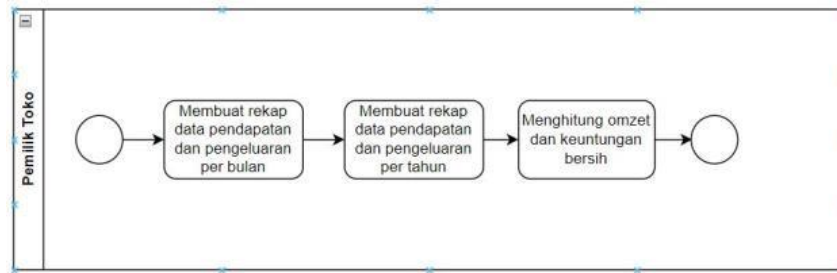 Pemilik Toko
Membuat rekap
data pendapatan
dan pengeluaran
per bulan
Membuat rekap
data pendapatan
dan pengeluaran
per tahun
Menghitung omzet
dan keuntungan
bersih